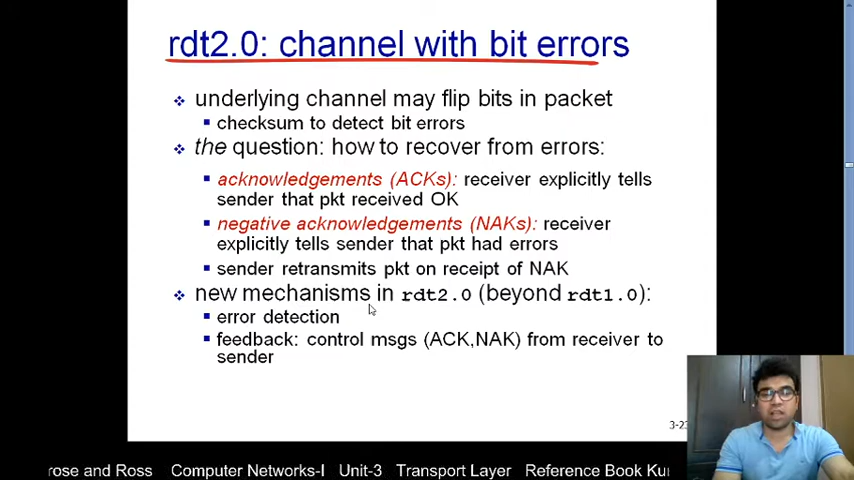 rdt2.0: channel with bit errors
❖ underlying channel may flip bits in packet
▪ checksum to detect bit errors
❖ the question: how to recover from errors:
▪ acknowledgements (ACKs): receiver explicitly tells
sender that pkt received OK
▪ negative acknowledgements (NAKs): receiver
explicitly tells sender that pkt had errors
▪ sender retransmits pkt on receipt of NAK
❖ new mechanisms in rdt2.0 (beyond rdt1.0):
▪ error detection
▪ feedback: control msgs (ACK,NAK) from receiver to
sender
3-23
rose and Ross Computer Networks-I Unit-3 Transport Layer Reference Book Ku